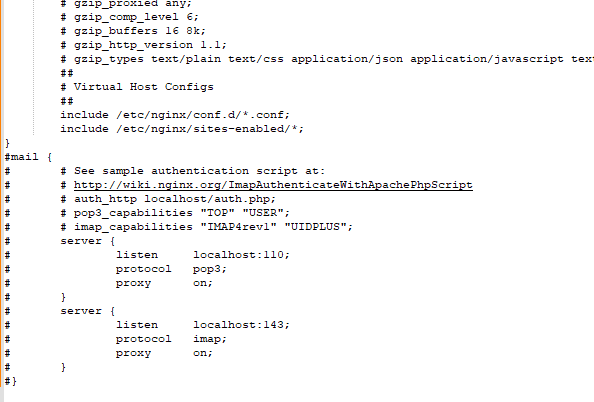 # gzip_proxied any;
# gzip_comp_level 6;
# gzip_buffers 16 8k;
# gzip_http_version 1.1;
# gzip_types text/plain text/css application/json application/javascript text
##
# Virtual Host Configs
##
include /etc/nginx/conf.d/*.conf;
include /etc/nginx/sites-enabled/*;
}
#mail {
# # See sample authentication script at:
# # http://wiki.nginx.org/ImapAuthenticateWithApachePhpScript
# # auth_http localhost/auth.php;
# # pop3_capabilities "TOP" "USER";
# # imap_capabilities "IMAP4rev1" "UIDPLUS";
# server {
# listen localhost:110;
# protocol pop3;
# proxy on;
# }
# server {
# listen localhost:143;
# protocol imap;
# proxy on;
# }
#}